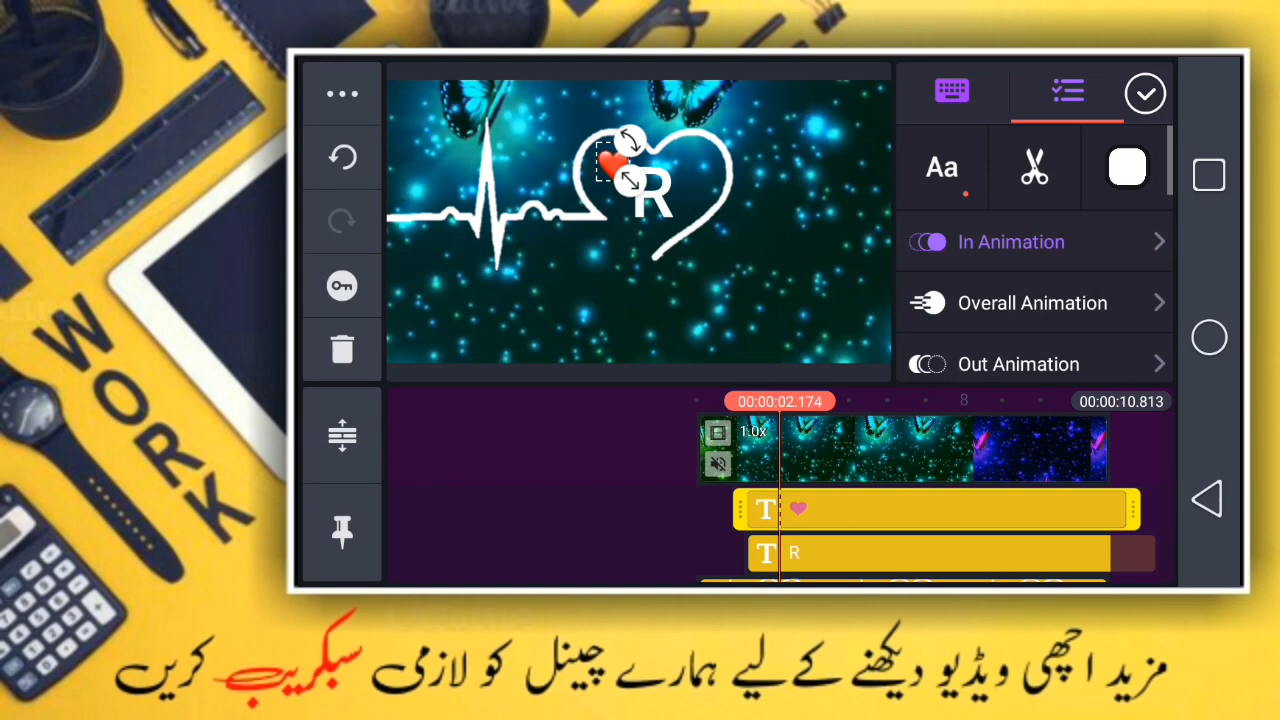 WORK
R
Aa
In Animation
Overall Animation
Out Animation
00:00:02.174
8
00:00:10.813
1.0x
T
T R
مزید اچھی ویڈیو دیکھنے کے لیے ہمارے چینل کو لازمی سبکریب کریں